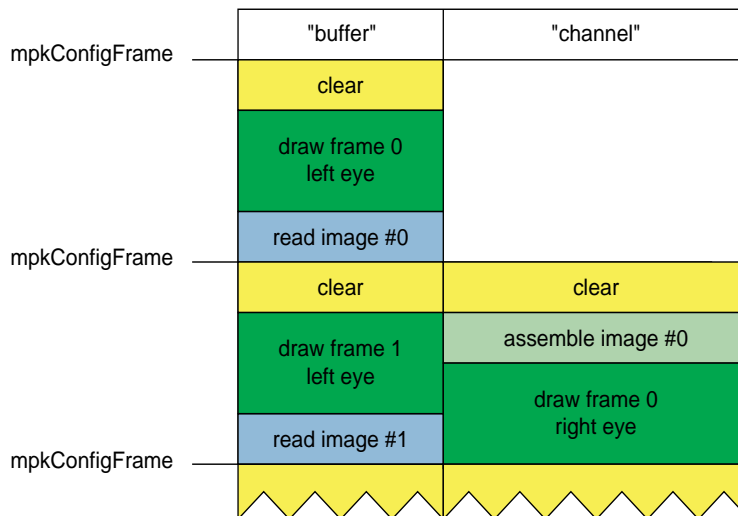 "buffer" "channel"
mpkConfigFrame
clear
draw frame 0
left eye
read image #0
mpkConfigFrame
clear clear
draw frame 1
left eye
assemble image #0
draw frame 0
right eye
read image #1
mpkConfigFrame